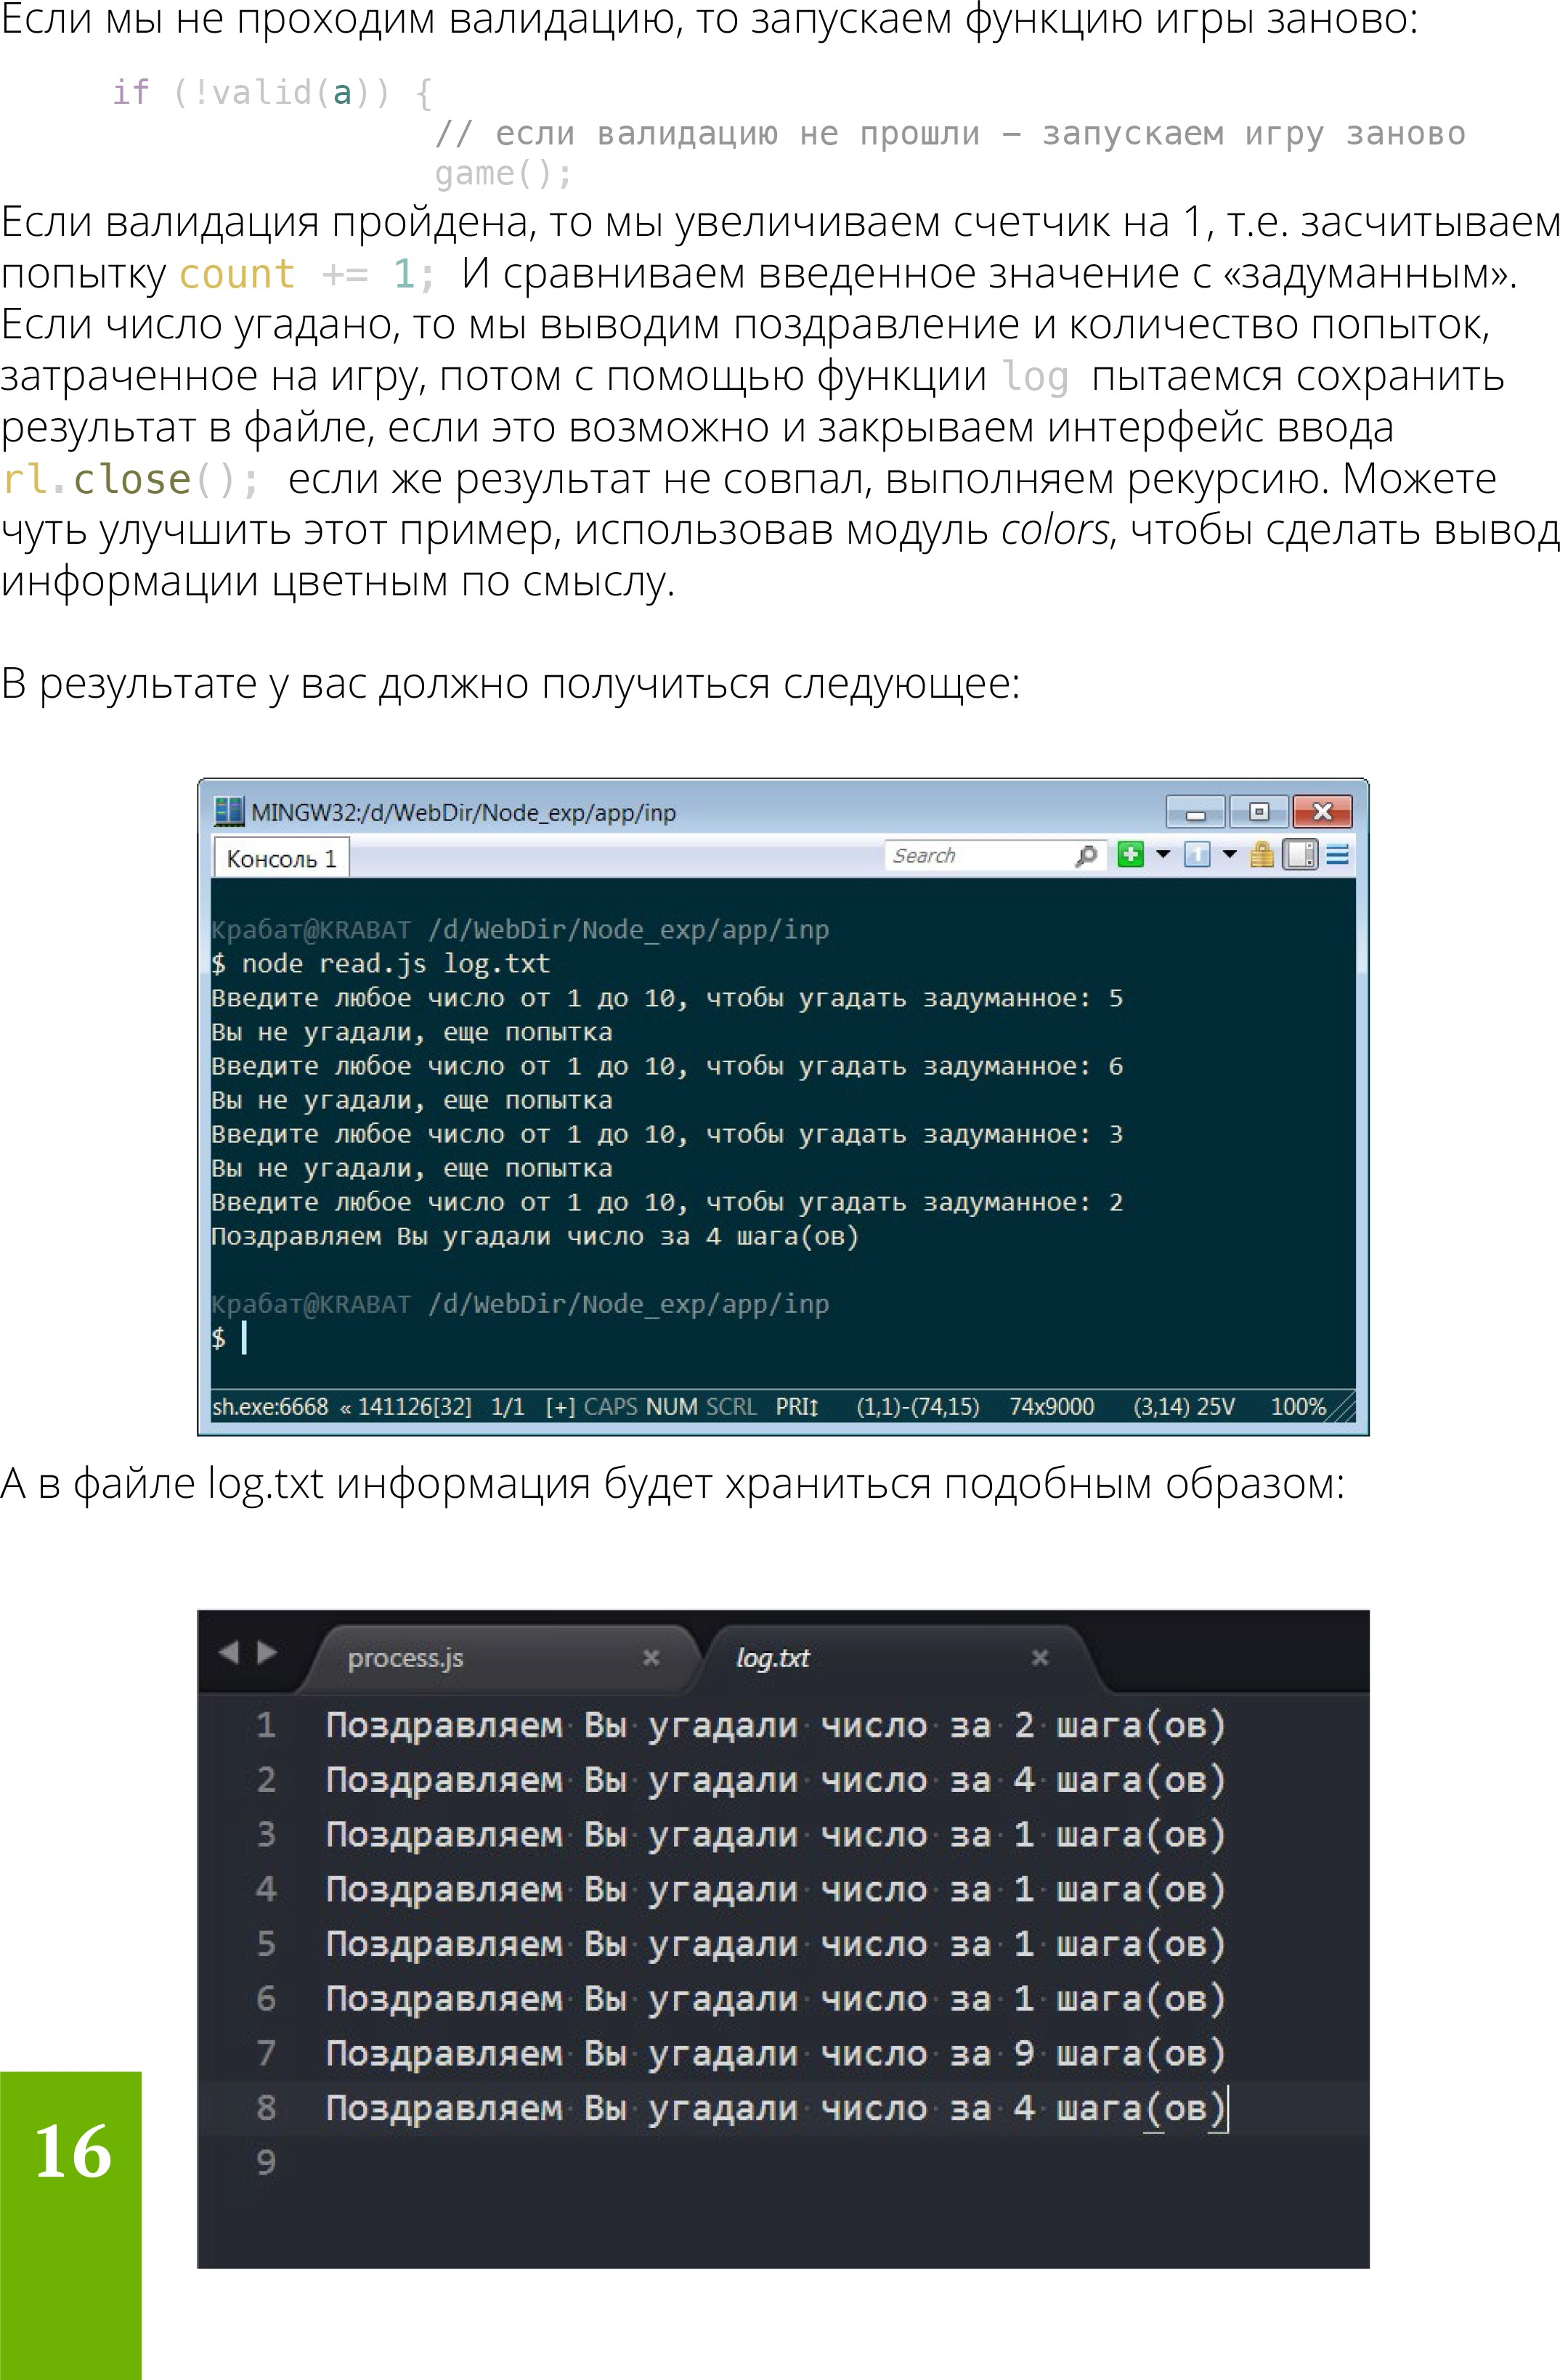 Если мы не проходим валидацию, то запускаем функцию игры заново:
if (!valid(a)) {
// если валидацию не прошли – запускаем игру заново
game();
Если валидация пройдена, то мы увеличиваем счетчик на 1, т.е. засчитываем
попытку count += 1; И сравниваем введенное значение с «задуманным».
Если число угадано, то мы выводим поздравление и количество попыток,
затраченное на игру, потом с помощью функции log пытаемся сохранить
результат в файле, если это возможно и закрываем интерфейс ввода
rl.close(); если же результат не совпал, выполняем рекурсию. Можете
чуть улучшить этот пример, использовав модуль colors, чтобы сделать вывод
информации цветным по смыслу.
В результате у вас должно получиться следующее:
MINGW32:/d/WebDir/Node_exp/app/inp
Консоль 1 Search 1
Крабат@KRABAT /d/WebDir/Node_exp/app/inp
$ node read.js log.txt
Введите любое число от 1 до 10, чтобы угадать задуманное: 5
Вы не угадали, еще попытка
Введите любое число от 1 до 10, чтобы угадать задуманное: 6
Вы не угадали, еще попытка
Введите любое число от 1 до 10, чтобы угадать задуманное: 3
Вы не угадали, еще попытка
Введите любое число от 1 до 10, чтобы угадать задуманное: 2
Поздравляем Вы угадали число за 4 шага(ов)
Крабат@KRABAT /d/WebDir/Node_exp/app/inp
$
sh.exe:6668 « 141126[32] 1/1 [+] CAPS NUM SCRL PRI↕ (1,1)-(74,15) 74x9000 (3,14) 25V 100%
А в файле log.txt информация будет храниться подобным образом:
process.js × log.txt ×
1 Поздравляем Вы угадали число за 2 шага(ов)
2 Поздравляем Вы угадали число за 4 шага(ов)
3 Поздравляем Вы угадали число за 1 шага(ов)
4 Поздравляем Вы угадали число за 1 шага(ов)
5 Поздравляем Вы угадали число за 1 шага(ов)
6 Поздравляем Вы угадали число за 1 шага(ов)
7 Поздравляем Вы угадали число за 9 шага(ов)
8 Поздравляем Вы угадали число за 4 шага(ов)
9
16